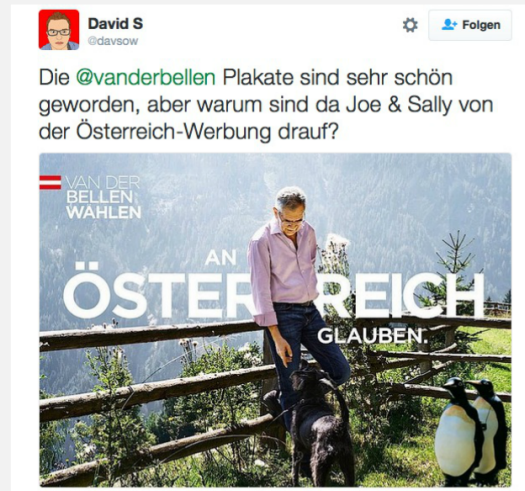 David S
@davsow
Folgen
Die @vanderbellen Plakate sind sehr schön
geworden, aber warum sind da Joe & Sally von
der Österreich-Werbung drauf?
VAN DER
BELLEN
WÄHLEN
AN
ÖSTERREICH
GLAUBEN.